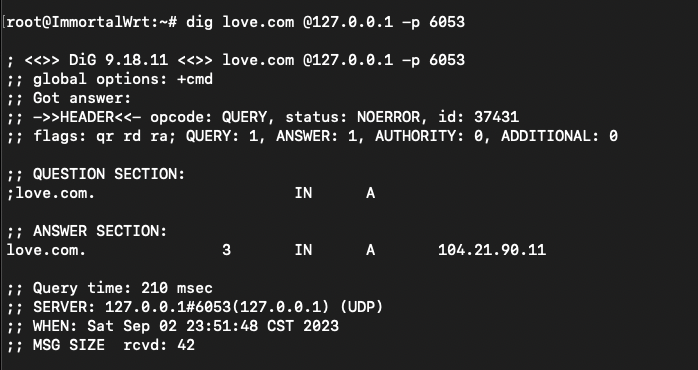 [root@ImmortalWrt:~# dig love.com @127.0.0.1 -p 6053
; <<>> DiG 9.18.11 <<>> love.com @127.0.0.1 -p 6053
;; global options: +cmd
;; Got answer:
;; ->>HEADER<<- opcode: QUERY, status: NOERROR, id: 37431
;; flags: qr rd ra; QUERY: 1, ANSWER: 1, AUTHORITY: 0, ADDITIONAL: 0
;; QUESTION SECTION:
;love.com. IN A
;; ANSWER SECTION:
love.com. 3 IN A 104.21.90.11
;; Query time: 210 msec
;; SERVER: 127.0.0.1#6053(127.0.0.1) (UDP)
;; WHEN: Sat Sep 02 23:51:48 CST 2023
;; MSG SIZE rcvd: 42